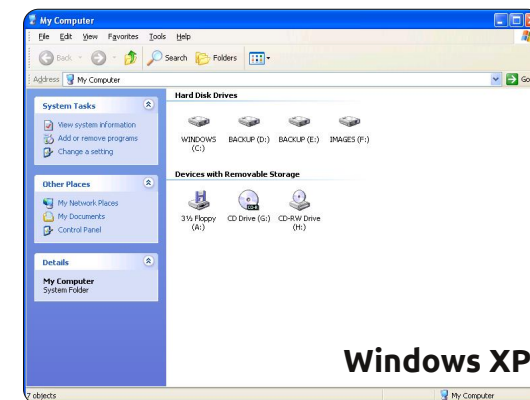 My Computer
File Edit View Favorites Tools Help
Back Search Folders
Address My Computer Go
System Tasks
View system information
Add or remove programs
Change a setting
Other Places
My Network Places
My Documents
Control Panel
Details
My Computer
System Folder
Hard Disk Drives
WINDOWS (C:) BACKUP (D:) BACKUP (E:) IMAGES (F:)
Devices with Removable Storage
3½ Floppy (A:) CD Drive (G:) CD-RW Drive (H:)
Windows XP
7 objects My Computer